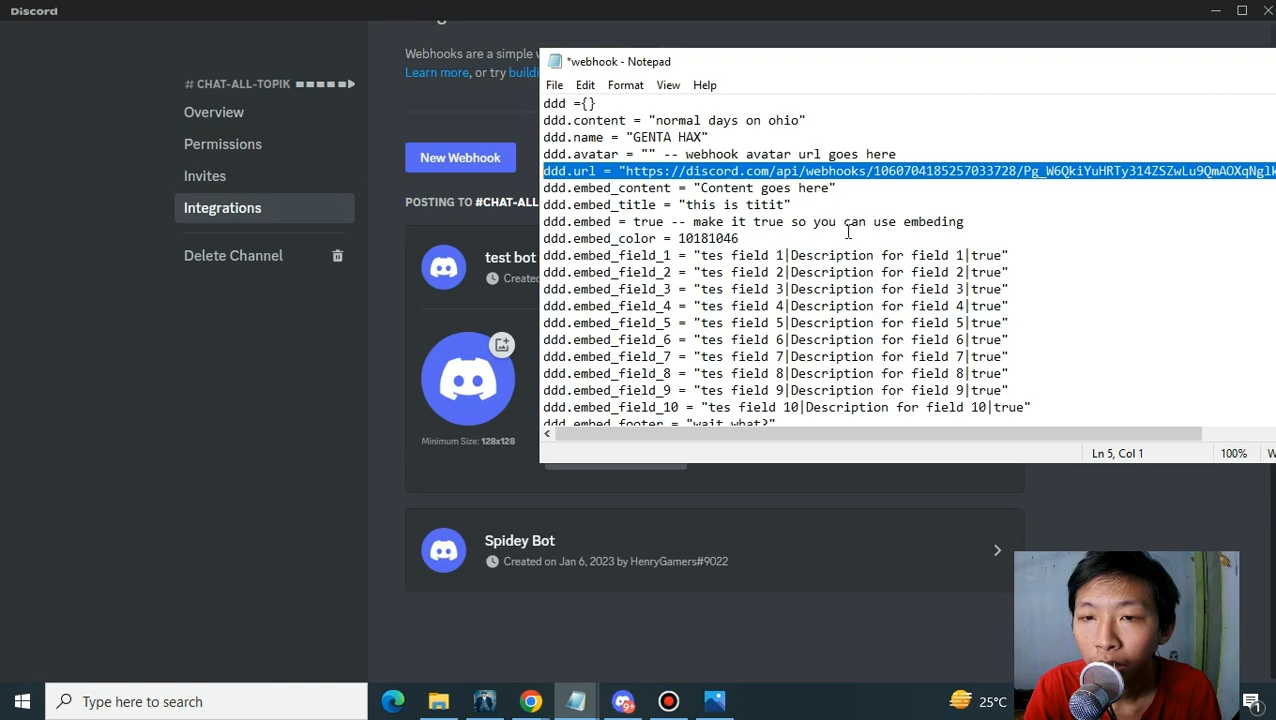 Discord
# CHAT-ALL-TOPIK
Overview
Permissions
Invites
Integrations
Delete Channel
Webhooks are a simple
Learn more, or try
New Webhook
POSTING TO #CHAT-ALL
test bot
Minimum Size: 128x128
Spidey Bot
Created on Jan 6, 2023 by HenryGamers#9022
*webhook - Notepad
File Edit Format View Help
ddd ={}
ddd.content = "normal days on ohio"
ddd.name = "GENTA HAX"
ddd.avatar = "" -- webhook avatar url goes here
ddd.url = "https://discord.com/api/webhooks/1060704185257033728/Pg_W6QkiYuHRTy314ZSZwLu9QmAOXqNglk
ddd.embed_content = "Content goes here"
ddd.embed_title = "this is titit"
ddd.embed = true -- make it true so you can use embeding
ddd.embed_color = 10181046
ddd.embed_field_1 = "tes field 1|Description for field 1|true"
ddd.embed_field_2 = "tes field 2|Description for field 2|true"
ddd.embed_field_3 = "tes field 3|Description for field 3|true"
ddd.embed_field_4 = "tes field 4|Description for field 4|true"
ddd.embed_field_5 = "tes field 5|Description for field 5|true"
ddd.embed_field_6 = "tes field 6|Description for field 6|true"
ddd.embed_field_7 = "tes field 7|Description for field 7|true"
ddd.embed_field_8 = "tes field 8|Description for field 8|true"
ddd.embed_field_9 = "tes field 9|Description for field 9|true"
ddd.embed_field_10 = "tes field 10|Description for field 10|true"
ddd.embed_footer = "wait what?"
Ln 5, Col 1
100%
Type here to search
9+
25°C
1